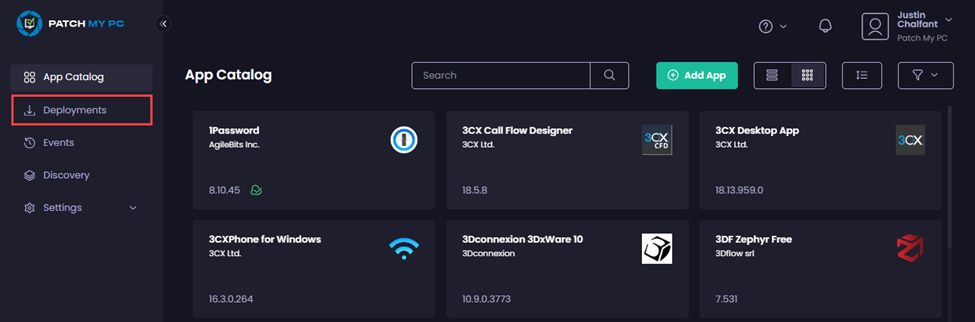 PATCH MY PC
Justin
Chalfant
Patch My PC
App Catalog
Deployments
Events
Discovery
Settings
App Catalog
Search
Add App
1Password
AgileBits Inc.
8.10.45
3CX Call Flow Designer
3CX Ltd.
3CX
CFD
18.5.8
3CX Desktop App
3CX Ltd.
3CX
18.13.959.0
3CXPhone for Windows
3CX Ltd.
16.3.0.264
3Dconnexion 3DxWare 10
3Dconnexion
10.9.0.3773
3DF Zephyr Free
3Dflow srl
7.531